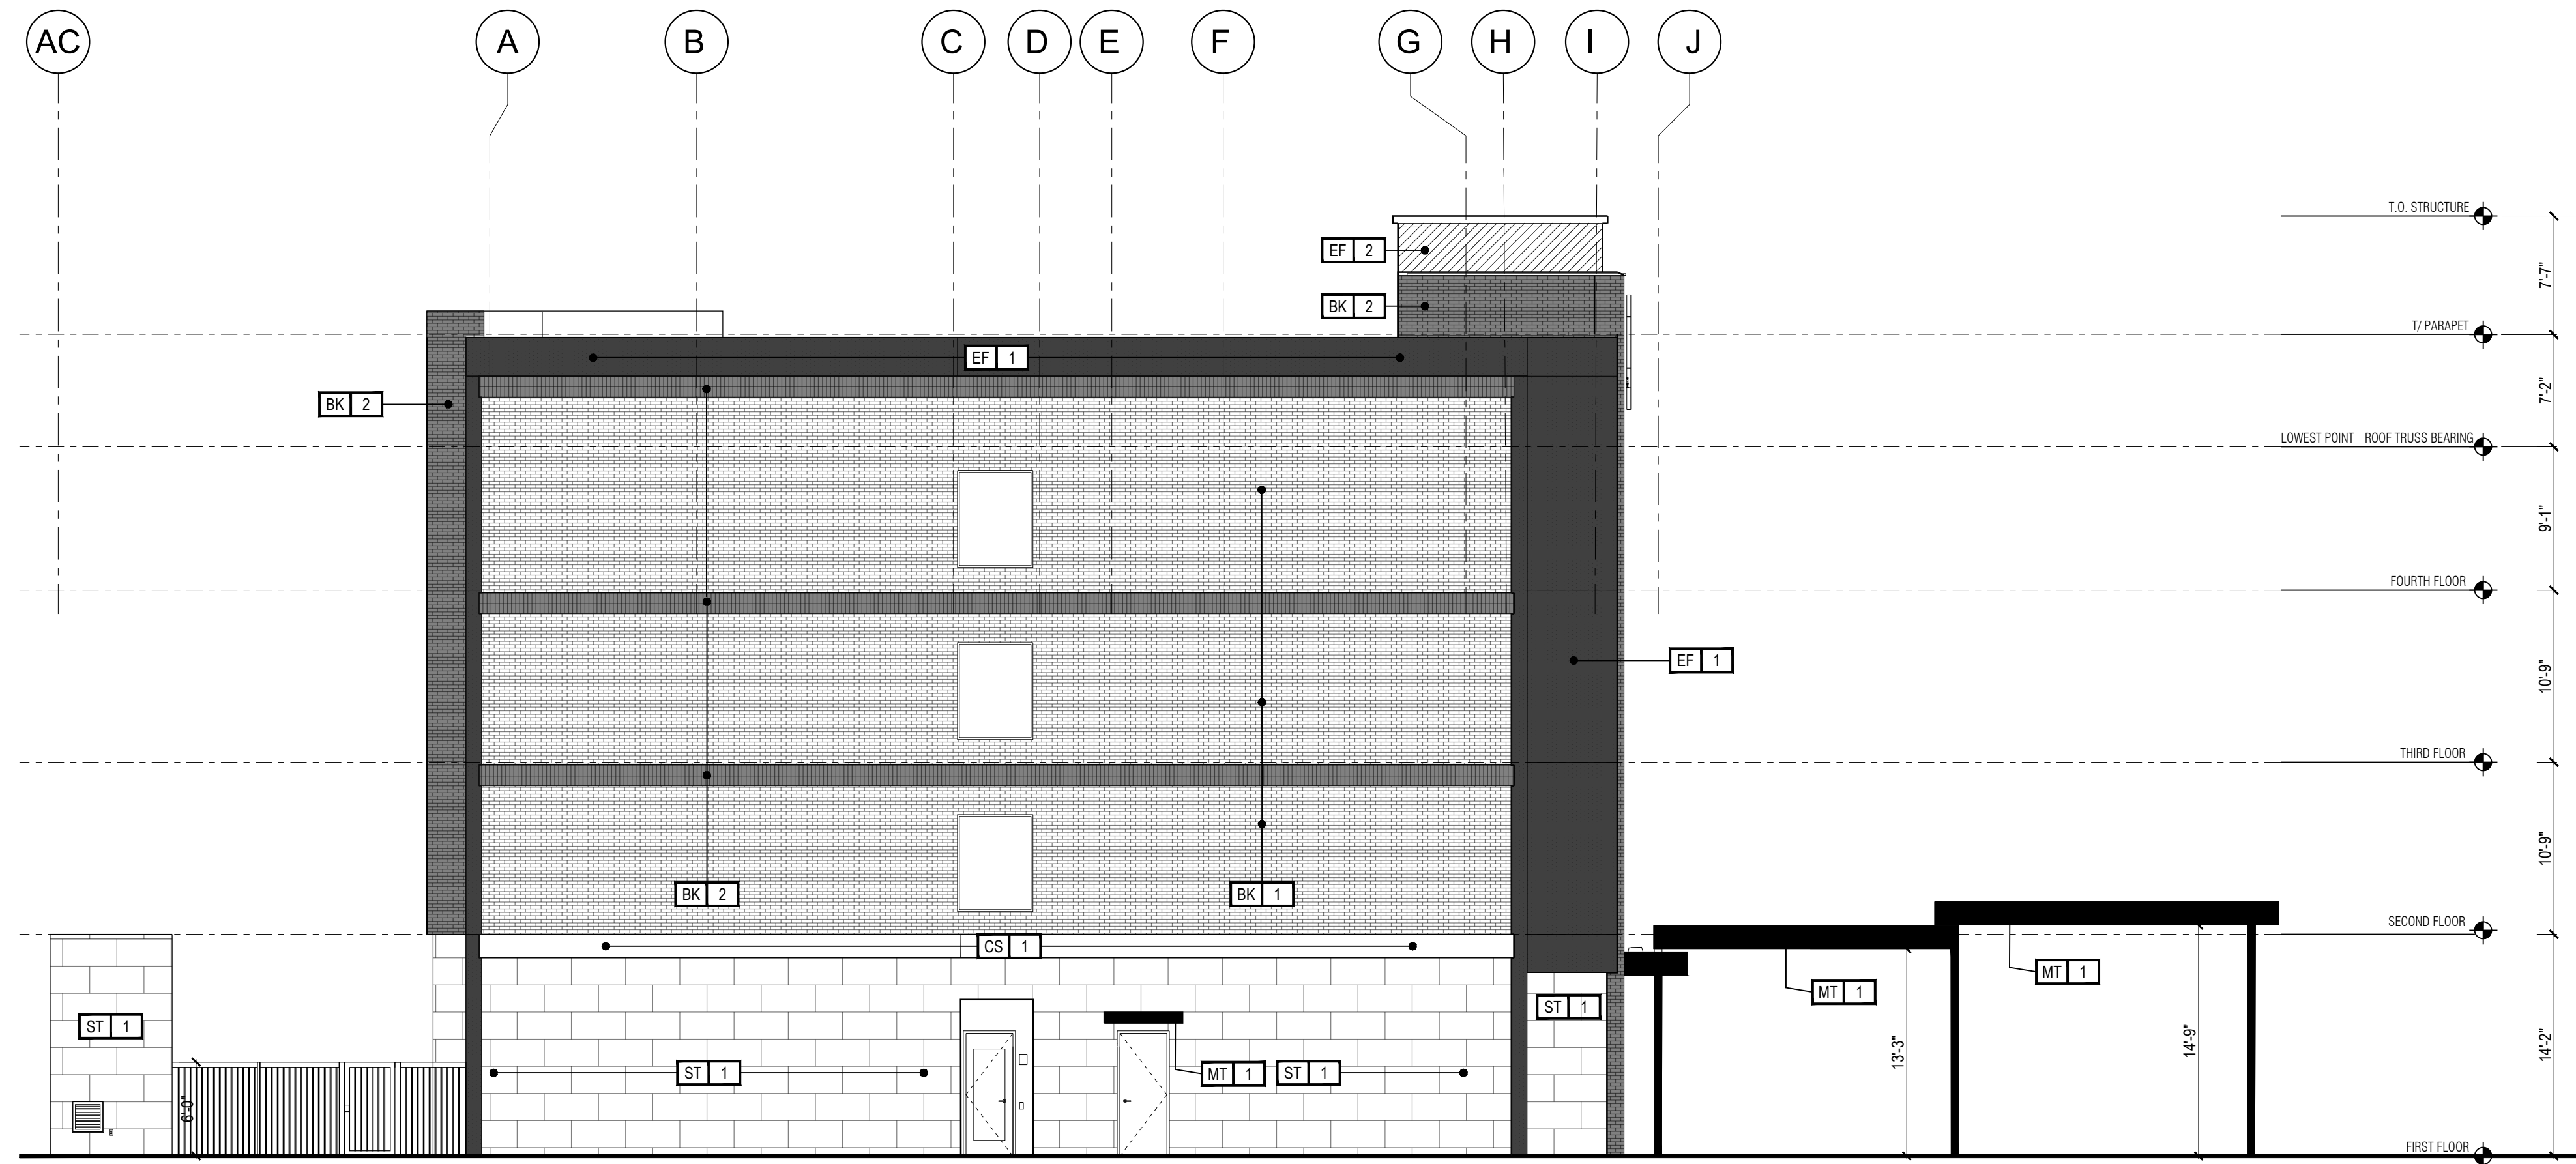 AC A B C D E F G H I J
T.O. STRUCTURE
EF 2
7'-7"
BK 2
T/ PARAPET
EF 1
7'-2"
BK 2
LOWEST POINT - ROOF TRUSS BEARING
9'-1"
FOURTH FLOOR
EF 1
10'-9"
THIRD FLOOR
10'-9"
BK 2
BK 1
SECOND FLOOR
CS 1
MT 1
MT 1
ST 1
ST 1
14'-9"
14'-2"
13'-3"
ST 1
MT 1
ST 1
6'-0"
FIRST FLOOR